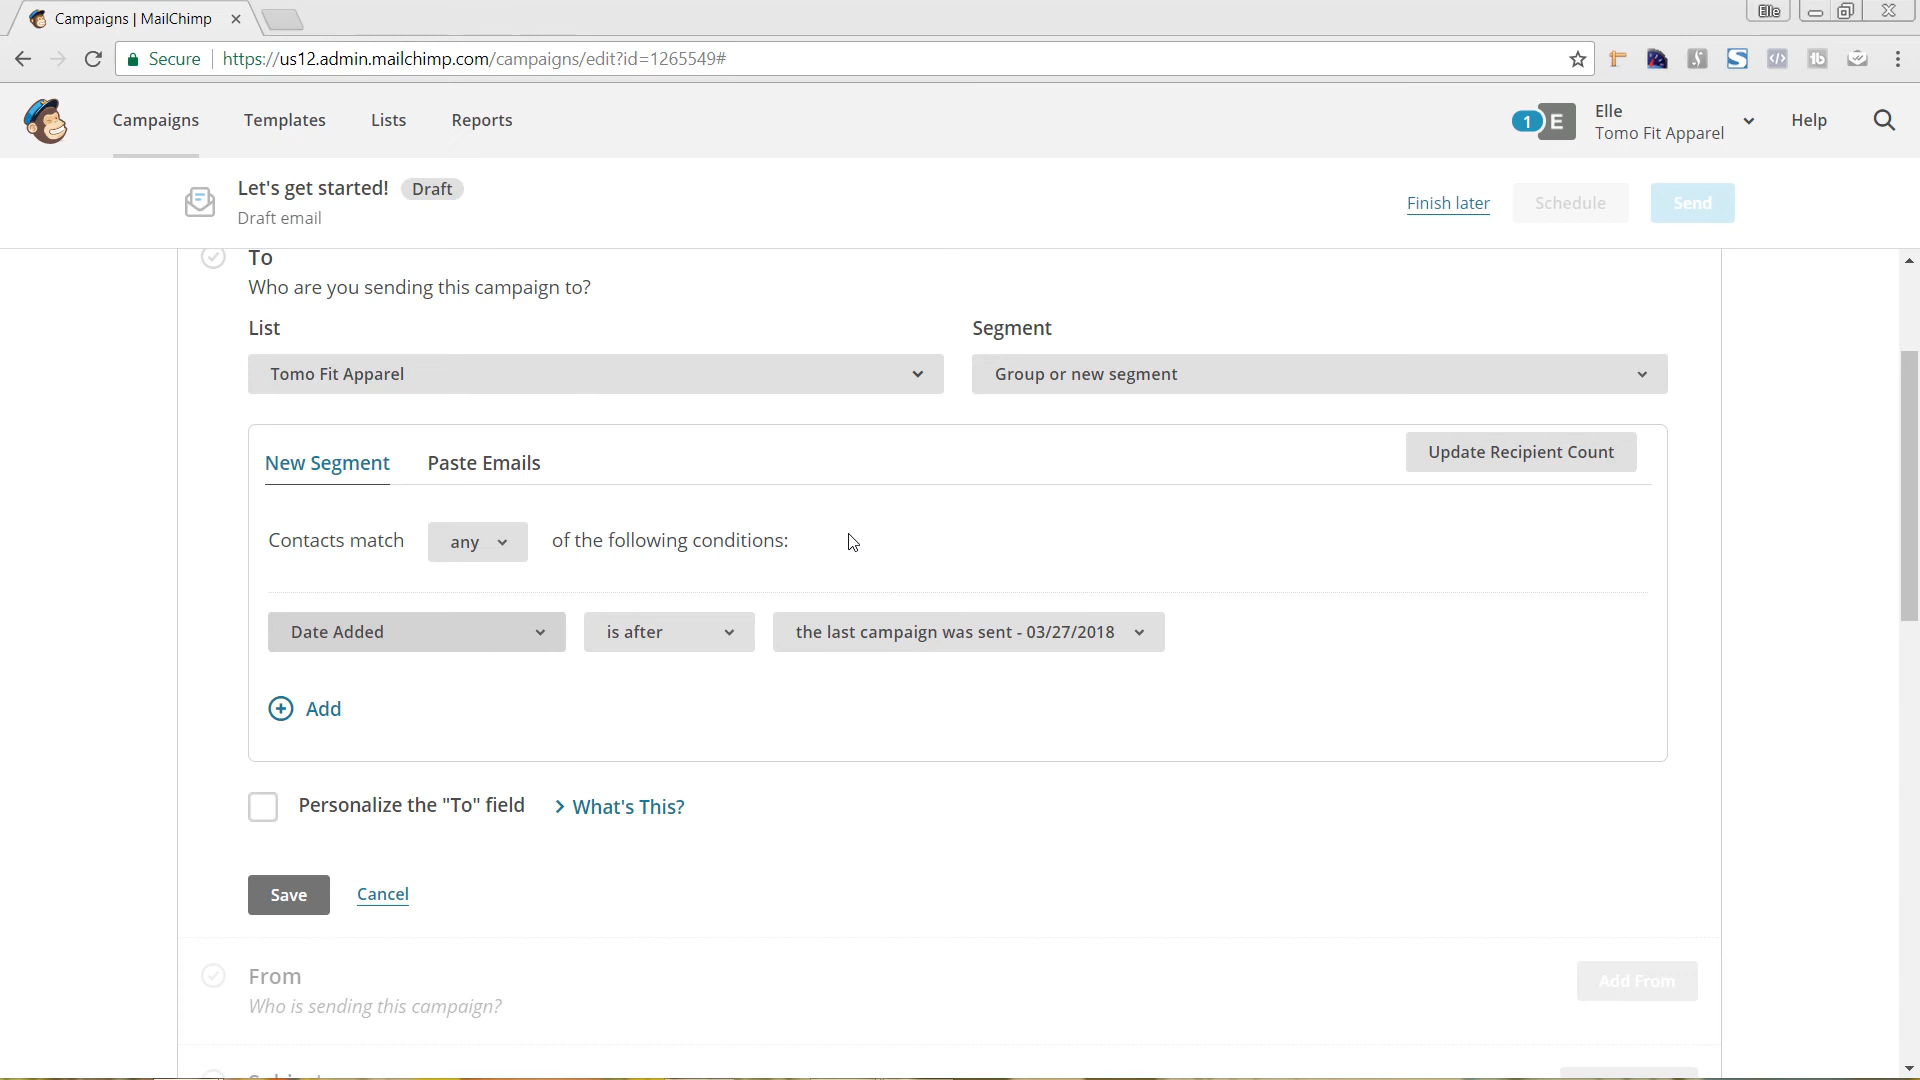 Campaigns | MailChimp
Elle
Secure https://us12.admin.mailchimp.com/campaigns/edit?id=1265549#
Campaigns Templates Lists Reports
1 E Elle
Tomo Fit Apparel
Help
Let's get started! Draft
Draft email
Finish later Schedule Send
To
Who are you sending this campaign to?
List Segment
Tomo Fit Apparel Group or new segment
New Segment Paste Emails Update Recipient Count
Contacts match any of the following conditions:
Date Added is after the last campaign was sent - 03/27/2018
Add
Personalize the "To" field What's This?
Save Cancel
From
Who is sending this campaign?
Add From